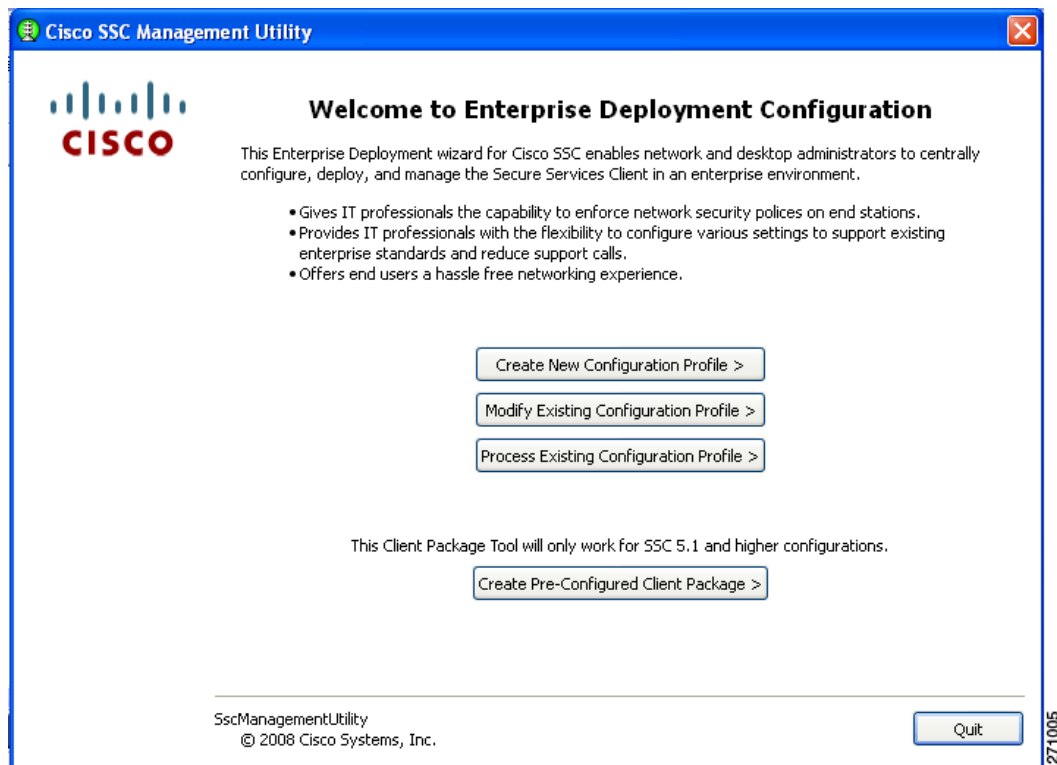 Cisco SSC Management Utility
CISCO
Welcome to Enterprise Deployment Configuration
This Enterprise Deployment wizard for Cisco SSC enables network and desktop administrators to centrally
configure, deploy, and manage the Secure Services Client in an enterprise environment.
• Gives IT professionals the capability to enforce network security polices on end stations.
• Provides IT professionals with the flexibility to configure various settings to support existing
enterprise standards and reduce support calls.
• Offers end users a hassle free networking experience.
Create New Configuration Profile >
Modify Existing Configuration Profile >
Process Existing Configuration Profile >
This Client Package Tool will only work for SSC 5.1 and higher configurations.
Create Pre-Configured Client Package >
SscManagementUtility
© 2008 Cisco Systems, Inc.
Quit
271005